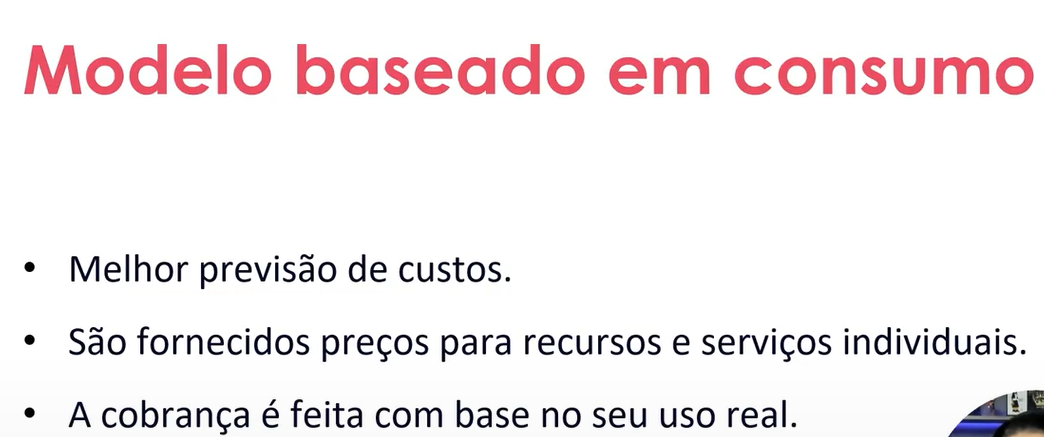 Modelo baseado em consumo
• Melhor previsão de custos.
• São fornecidos preços para recursos e serviços individuais.
• A cobrança é feita com base no seu uso real.